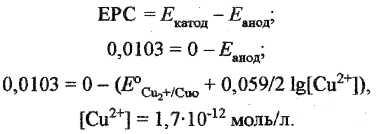 ЕРС = Eкатод – Eанод;
0,0103 = 0 – Eанод;
0,0103 = 0 – (E°Cu₂+/Cuo + 0,059/2 lg[Cu²⁺]),
[Cu²⁺] = 1,7·10⁻¹² моль/л.